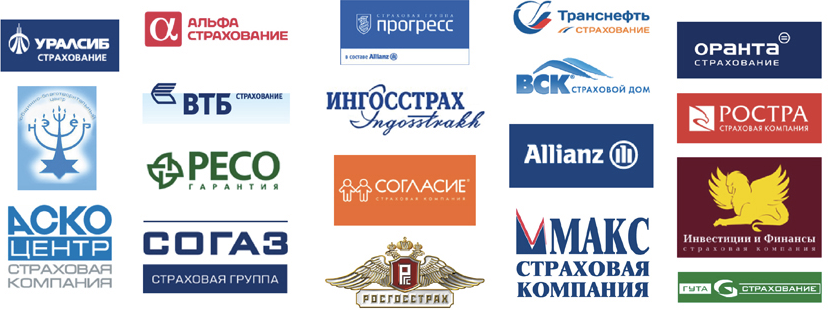 УРАЛСИБ
СТРАХОВАНИЕ
НЭЕР
АСКО
ЦЕНТР
СТРАХОВАЯ
КОМПАНИЯ
АЛЬФА
СТРАХОВАНИЕ
ВТБ СТРАХОВАНИЕ
РЕСО
ГАРАНТИЯ
СОГАЗ
СТРАХОВАЯ ГРУППА
СТРАХОВАЯ ГРУППА
ПРОГРЕСС
в составе Allianz
ИНГОССТРАХ
Ingosstrakh
СОГЛАСИЕ®
СТРАХОВАЯ КОМПАНИЯ
РГС
РОСГОССТРАХ
Транснефть
СТРАХОВАНИЕ
ВСК® СТРАХОВОЙ ДОМ
Allianz
МАКС
СТРАХОВАЯ
КОМПАНИЯ
ОРАНТА
СТРАХОВАНИЕ
РОСТРА
СТРАХОВАЯ КОМПАНИЯ
Инвестиции и Финансы
страховая компания
ГУТА СТРАХОВАНИЕ